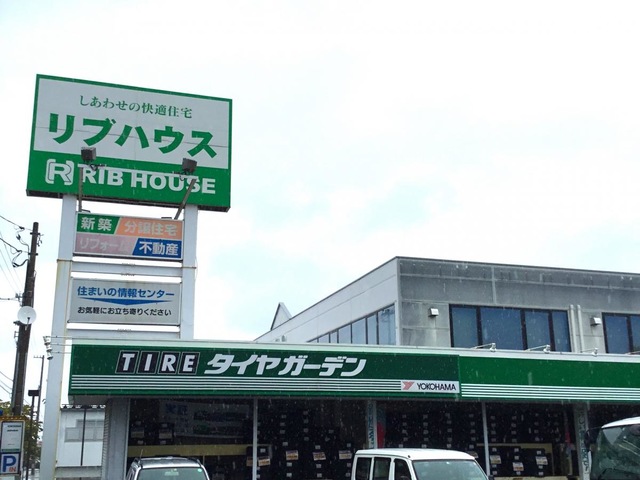 しあわせの快適住宅
リブハウス
R RIB HOUSE
新築 分譲住宅
リフォーム 不動産
住まいの情報センター
お気軽にお立ち寄りください
TIRE タイヤガーデン
YOKOHAMA
P